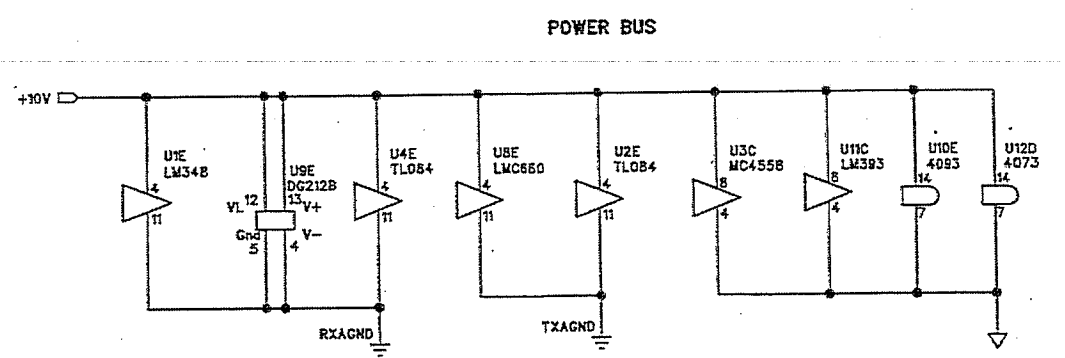 POWER BUS
+10V
U1E
LM348
4
11
U9E
DG212B
VL 12
13 V+
Gnd
5
4
V-
U4E
TL084
4
11
U8E
LMC660
4
11
U2E
TL084
4
11
U3C
MC4558
8
4
U11C
LM393
8
4
U10E
4093
14
7
U12D
4073
14
7
RXAGND
TXAGND